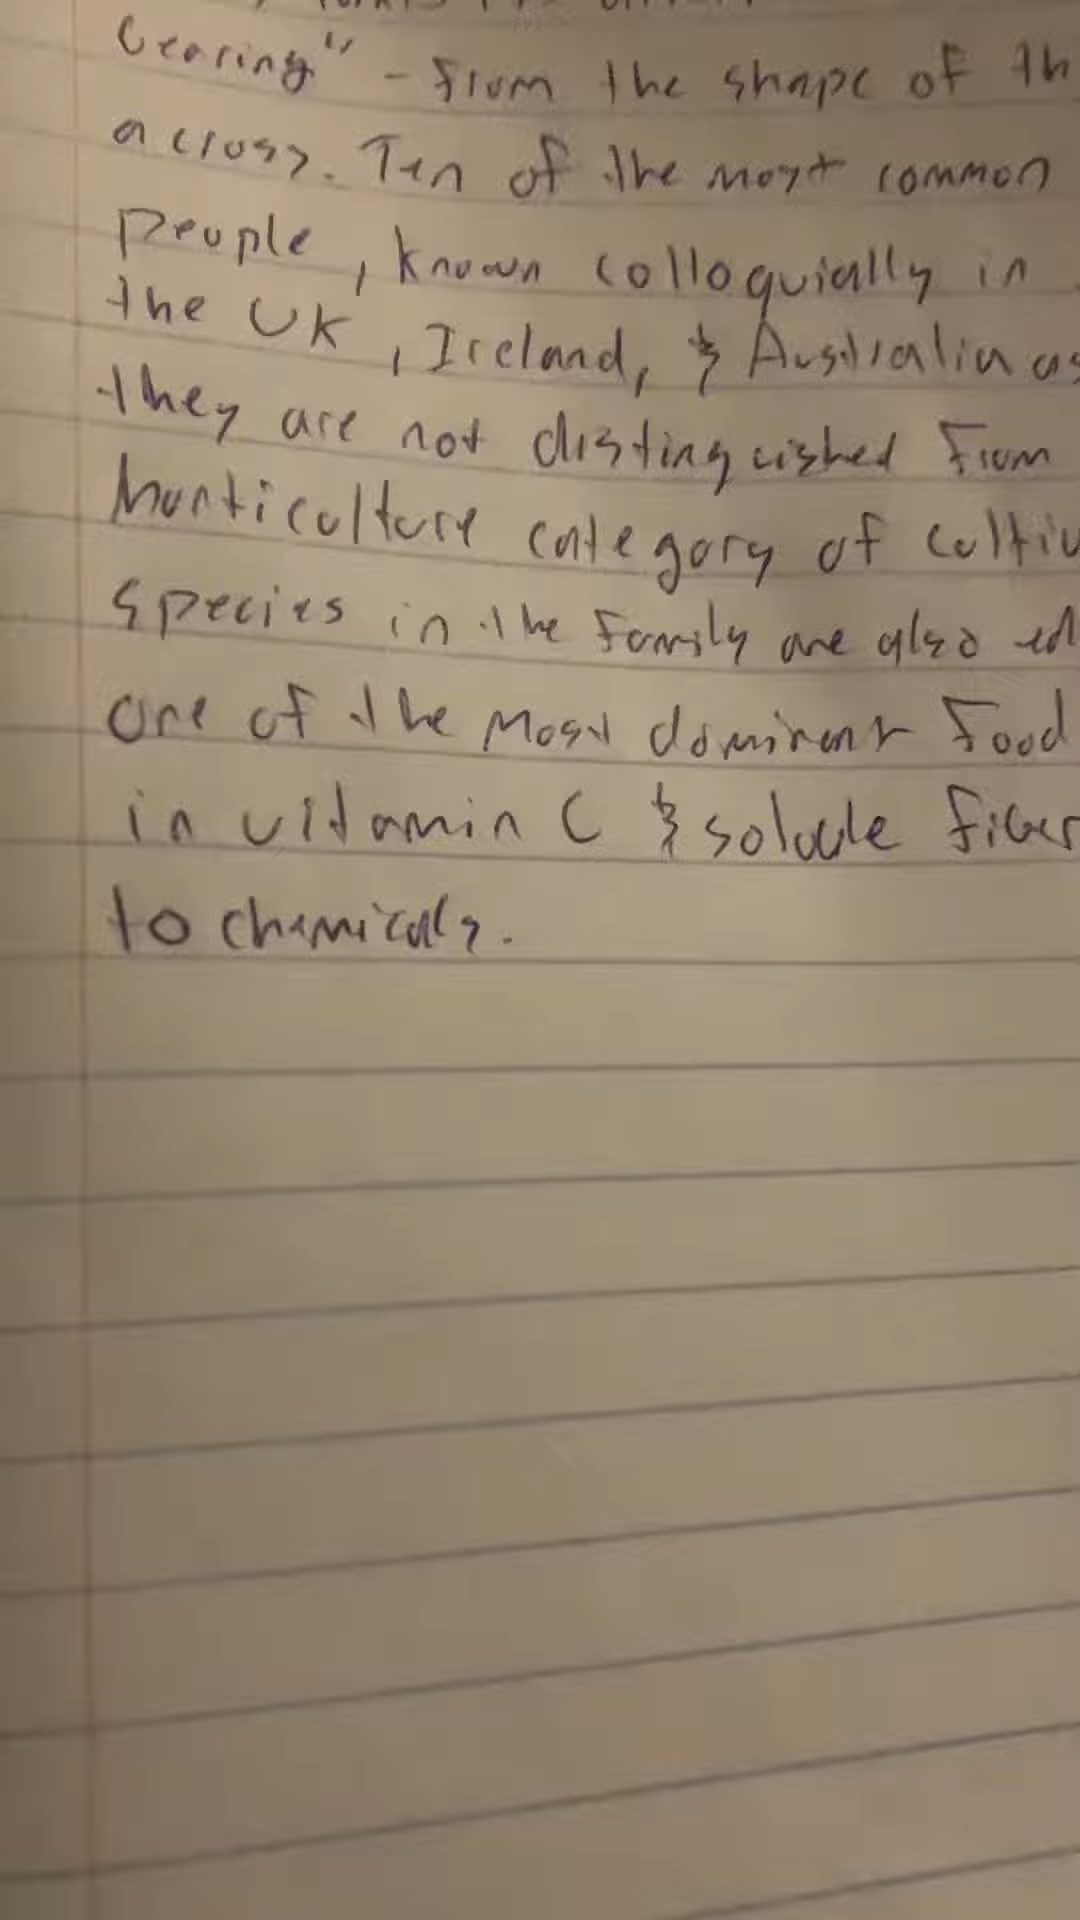 bearing" - from the shape of th
a cross. Ten of the most common
people, known colloquially in
the UK, Ireland, & Australia as
they are not distinguished from
horticulture category of cultiv
species in the family are also ed
one of the most dominant food
in vitamin C & soluble fiber
to chemicals.